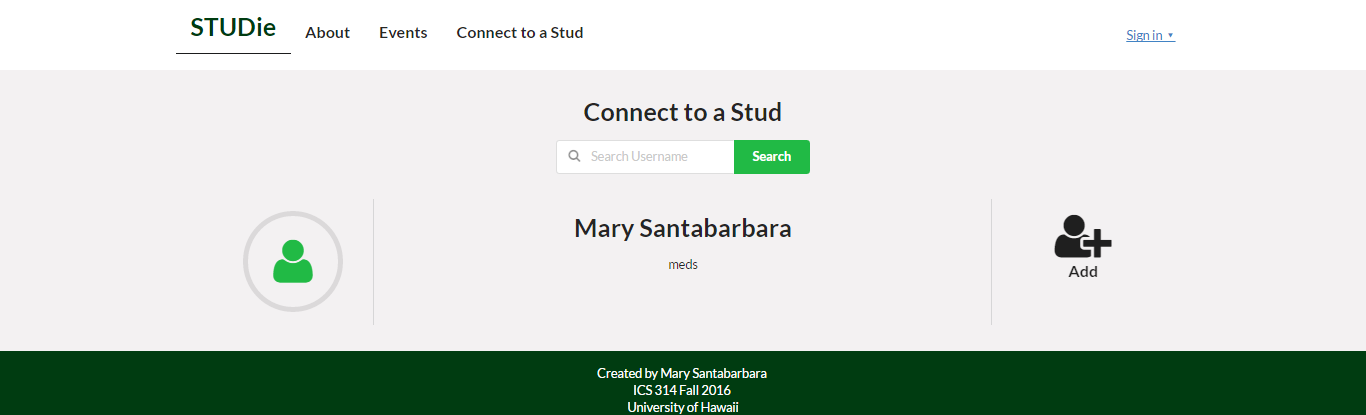 STUDie
About
Events
Connect to a Stud
Sign in
Connect to a Stud
Search Username
Search
Mary Santabarbara
meds
Add
Created by Mary Santabarbara
ICS 314 Fall 2016
University of Hawaii